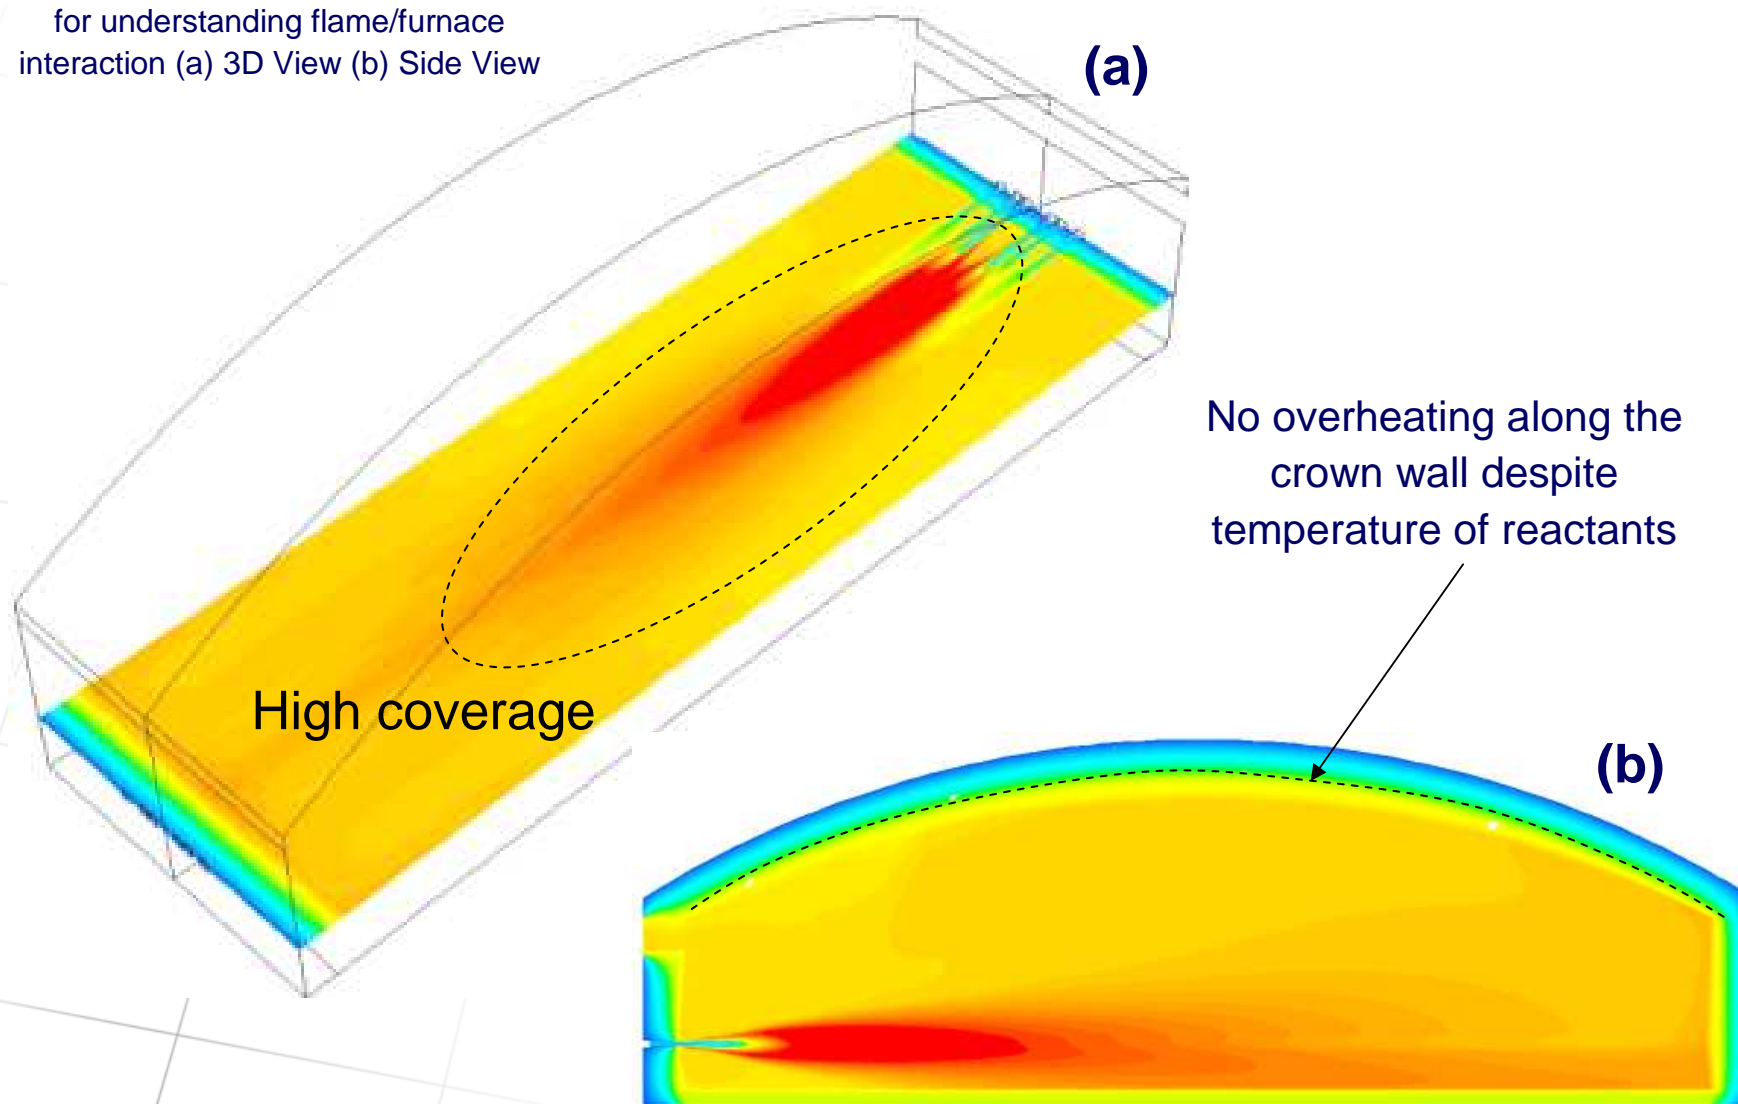 for understanding flame/furnace
interaction (a) 3D View (b) Side View
(a)
No overheating along the
crown wall despite
temperature of reactants
High coverage
(b)